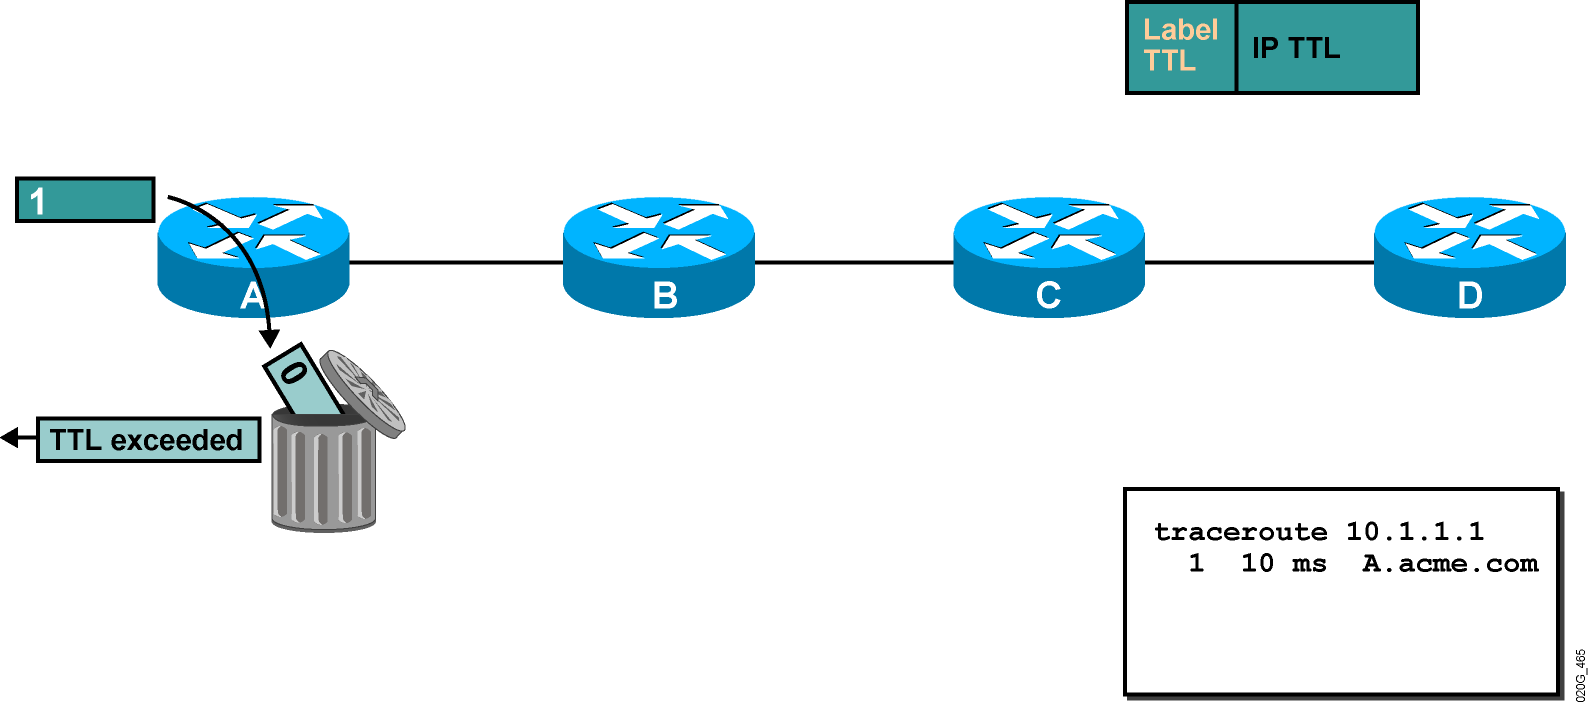 Label
TTL
IP TTL
1
A
B
C
D
0
TTL exceeded
traceroute 10.1.1.1
1 10 ms A.acme.com
020G_465